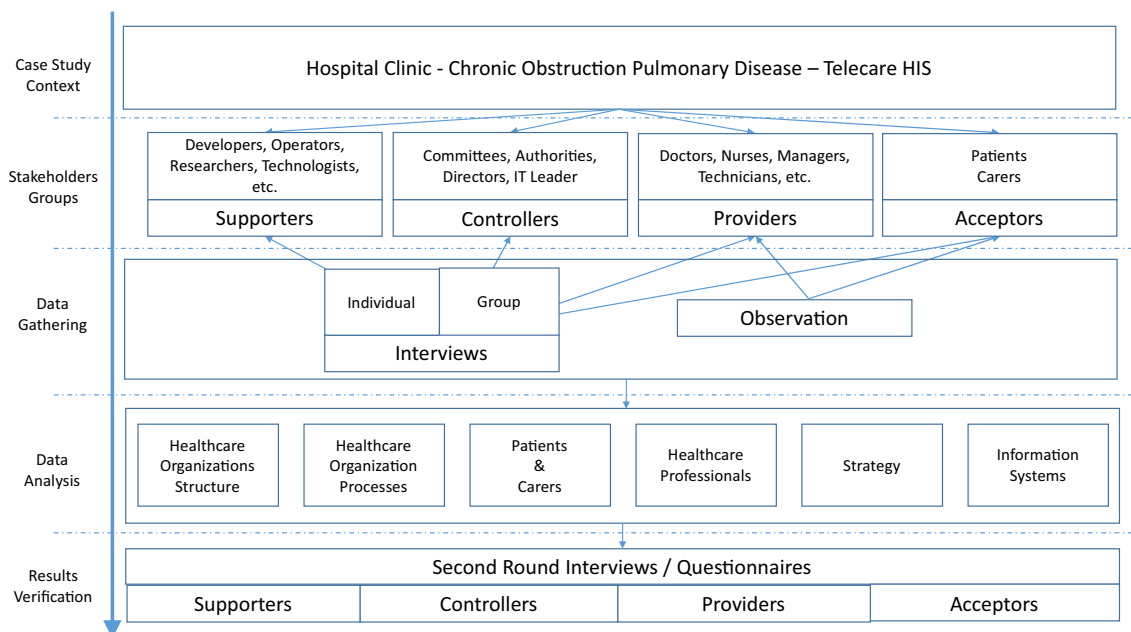 Case Study
Context
Hospital Clinic - Chronic Obstruction Pulmonary Disease – Telecare HIS
Stakeholders
Groups
Developers, Operators,
Researchers, Technologists,
etc.
Supporters
Committees, Authorities,
Directors, IT Leader
Controllers
Doctors, Nurses, Managers,
Technicians, etc.
Providers
Patients
Carers
Acceptors
Data
Gathering
Individual
Group
Interviews
Observation
Data
Analysis
Healthcare
Organizations
Structure
Healthcare
Organization
Processes
Patients
&
Carers
Healthcare
Professionals
Strategy
Information
Systems
Results
Verification
Second Round Interviews / Questionnaires
Supporters
Controllers
Providers
Acceptors